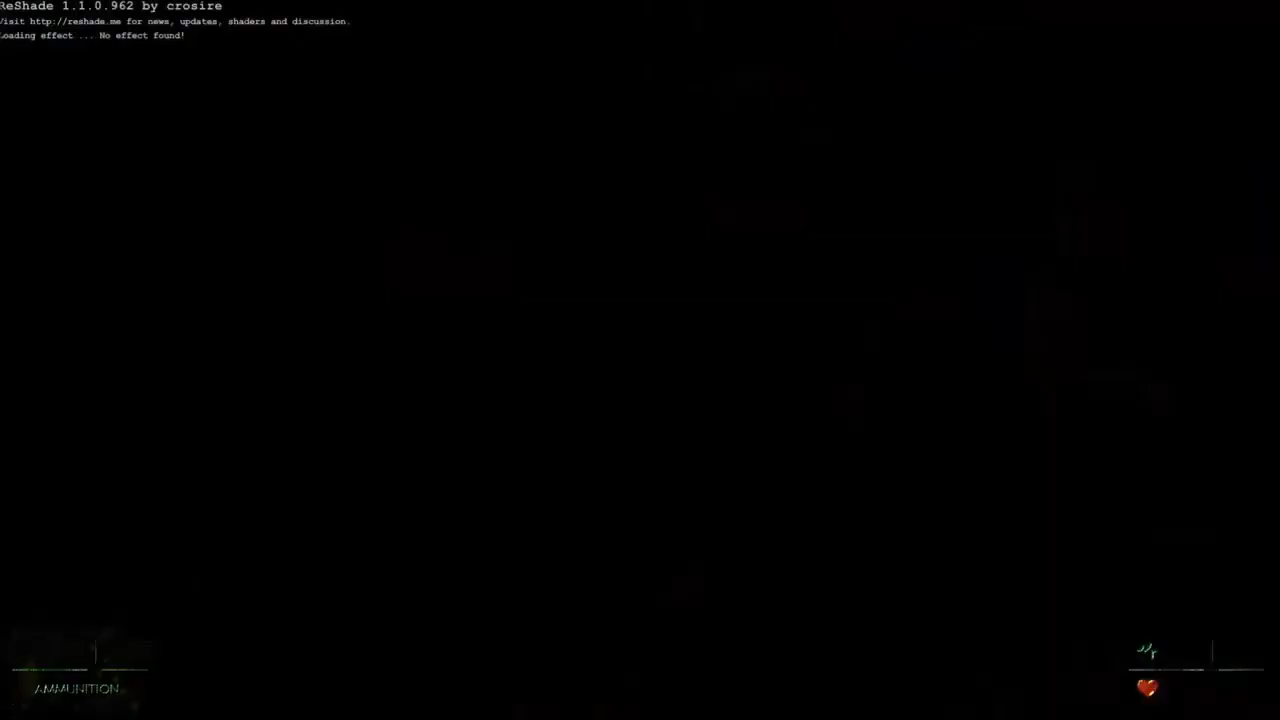 ReShade 1.1.0.962 by crosire
Visit http://reshade.me for news, updates, shaders and discussion.
Loading effect ... No effect found!
AMMUNITION